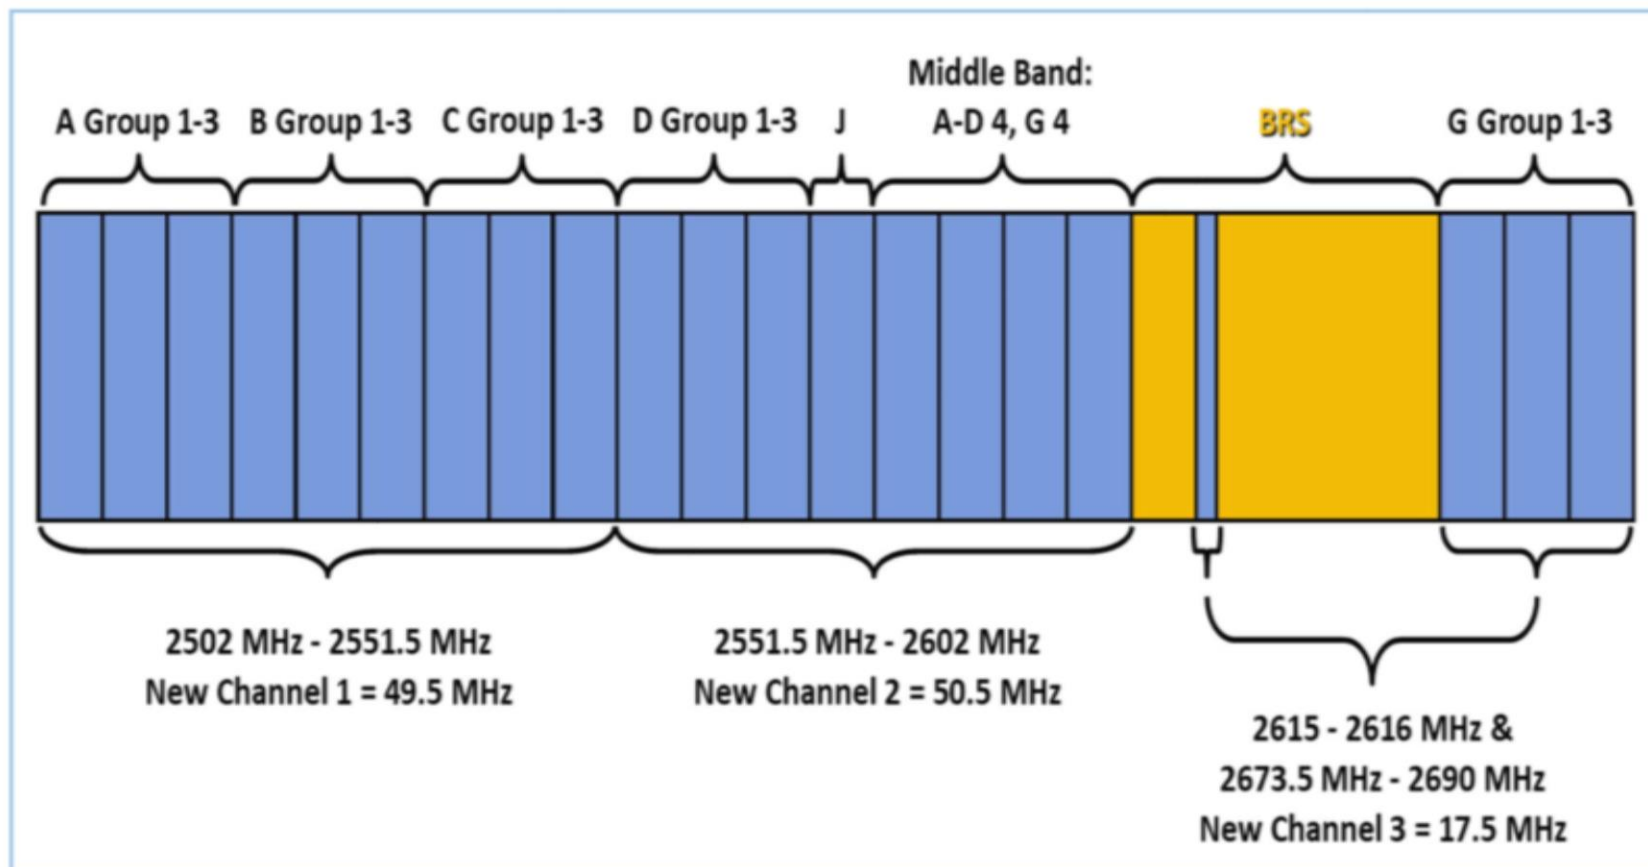 Middle Band:
A Group 1-3 B Group 1-3 C Group 1-3 D Group 1-3 J A-D 4, G 4 BRS G Group 1-3
2502 MHz - 2551.5 MHz
New Channel 1 = 49.5 MHz
2551.5 MHz - 2602 MHz
New Channel 2 = 50.5 MHz
2615 - 2616 MHz &
2673.5 MHz - 2690 MHz
New Channel 3 = 17.5 MHz